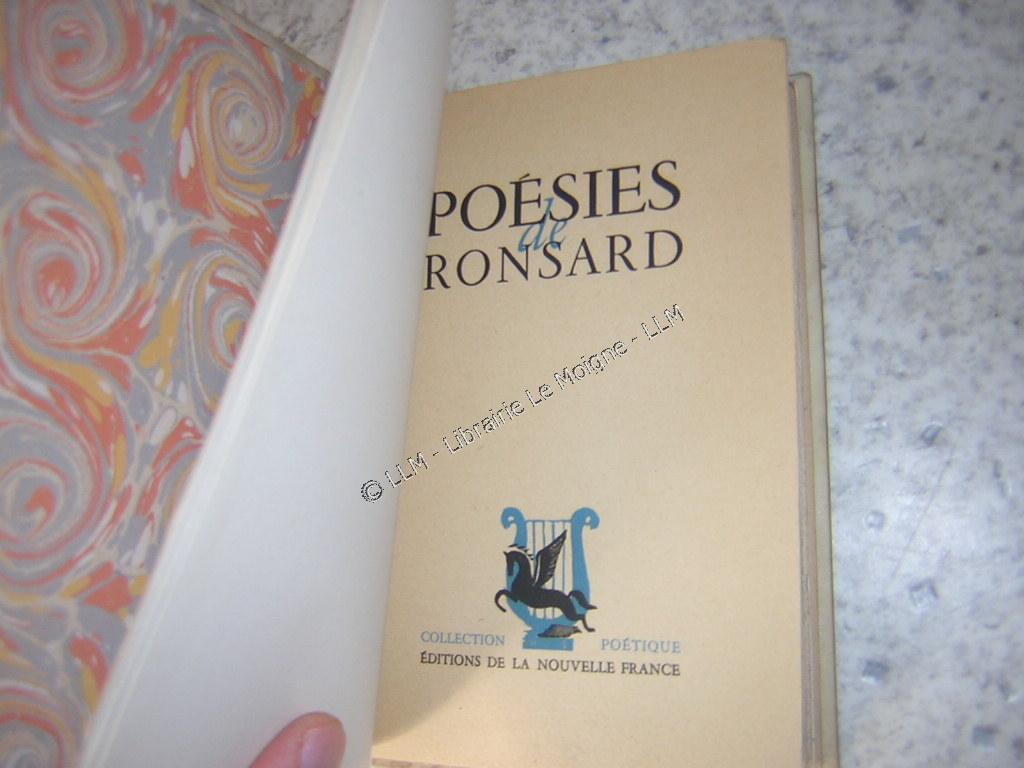 POÉSIES
de
RONSARD
© LLM - Librairie Le Moigne - LLM
COLLECTION POÉTIQUE
ÉDITIONS DE LA NOUVELLE FRANCE